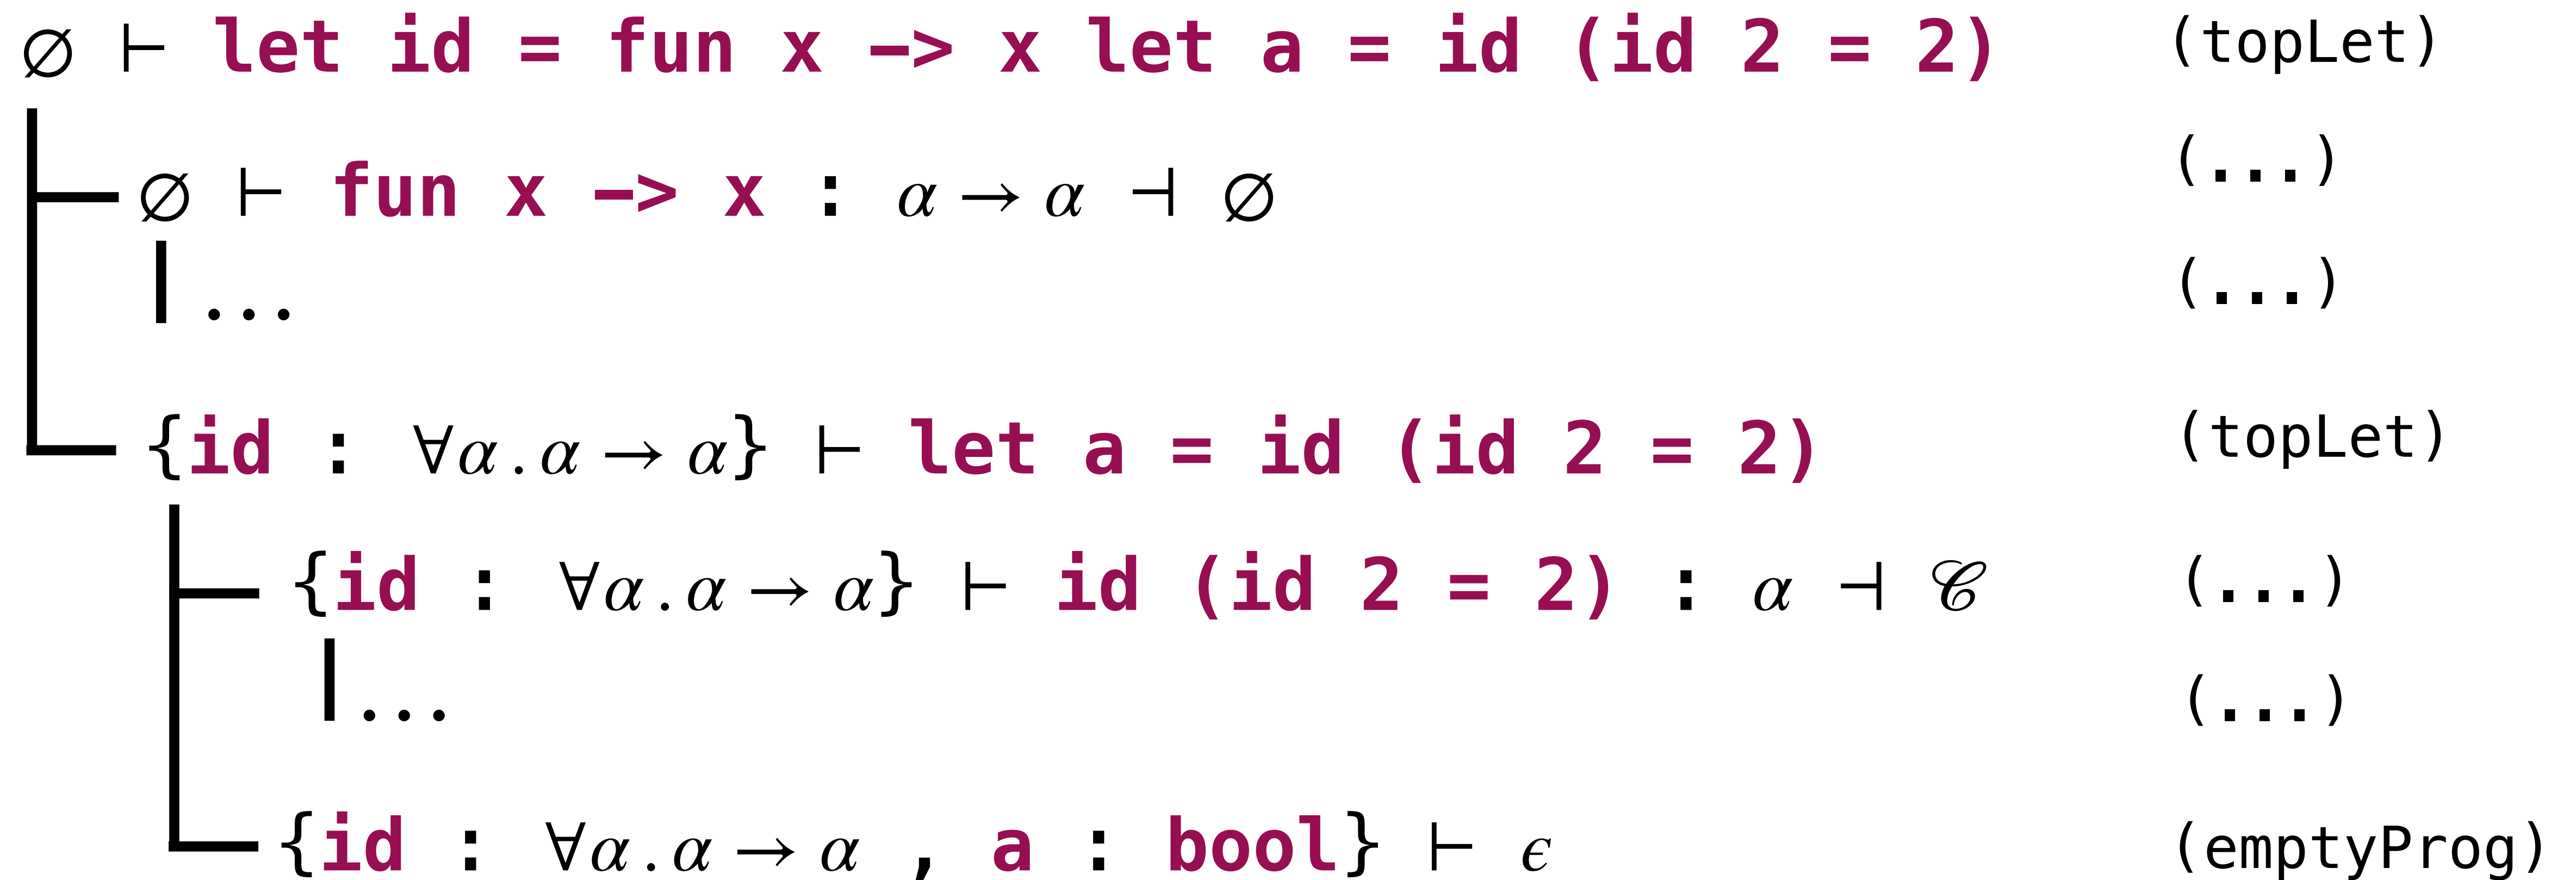 ∅ ⊢ let id = fun x -> x let a = id (id 2 = 2) (topLet)
∅ ⊢ fun x -> x : α → α ⊣ ∅ (...)
... (...)
{id : ∀α.α → α} ⊢ let a = id (id 2 = 2) (topLet)
{id : ∀α.α → α} ⊢ id (id 2 = 2) : α ⊣ 𝒞 (...)
... (...)
{id : ∀α.α → α , a : bool} ⊢ ϵ (emptyProg)